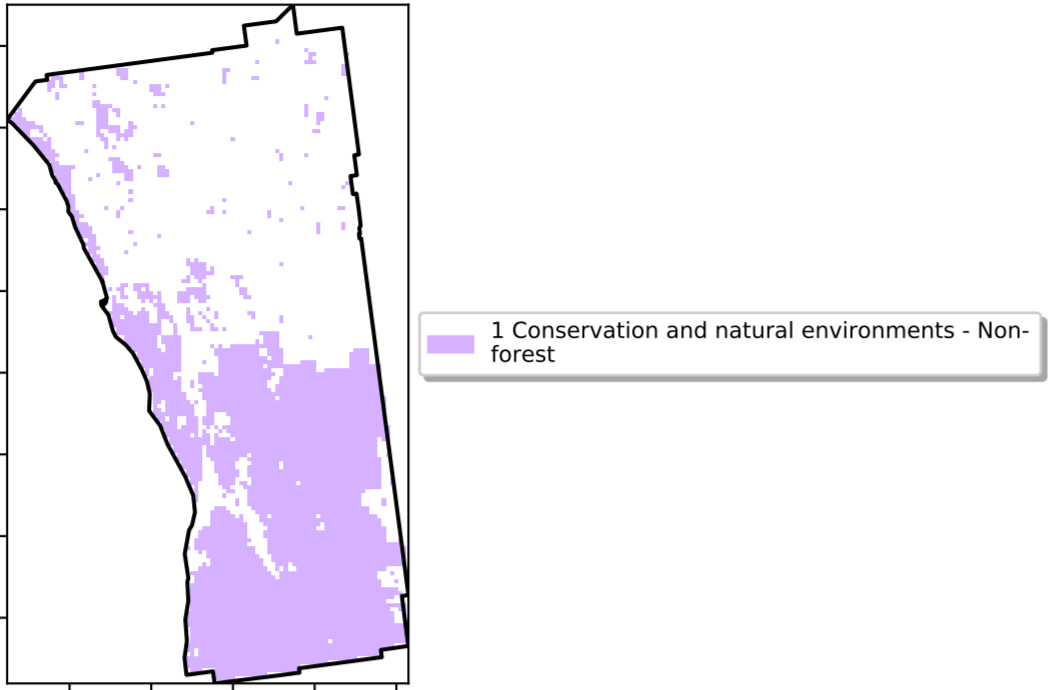 1 Conservation and natural environments - Non-
forest